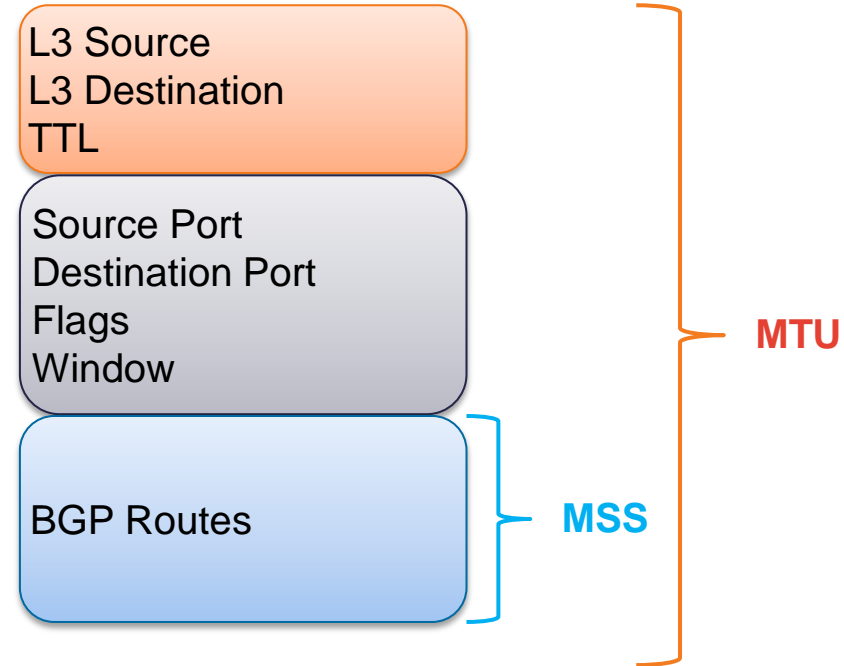 L3 Source
L3 Destination
TTL
Source Port
Destination Port
Flags
Window
MTU
BGP Routes
MSS